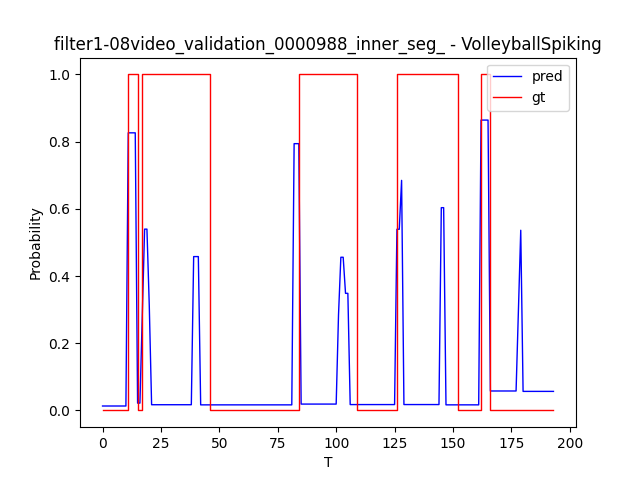 filter1-08video_validation_0000988_inner_seg_ - VolleyballSpiking
pred
gt
Probability
1.0
0.8
0.6
0.4
0.2
0.0
0 25 50 75 100 125 150 175 200
T